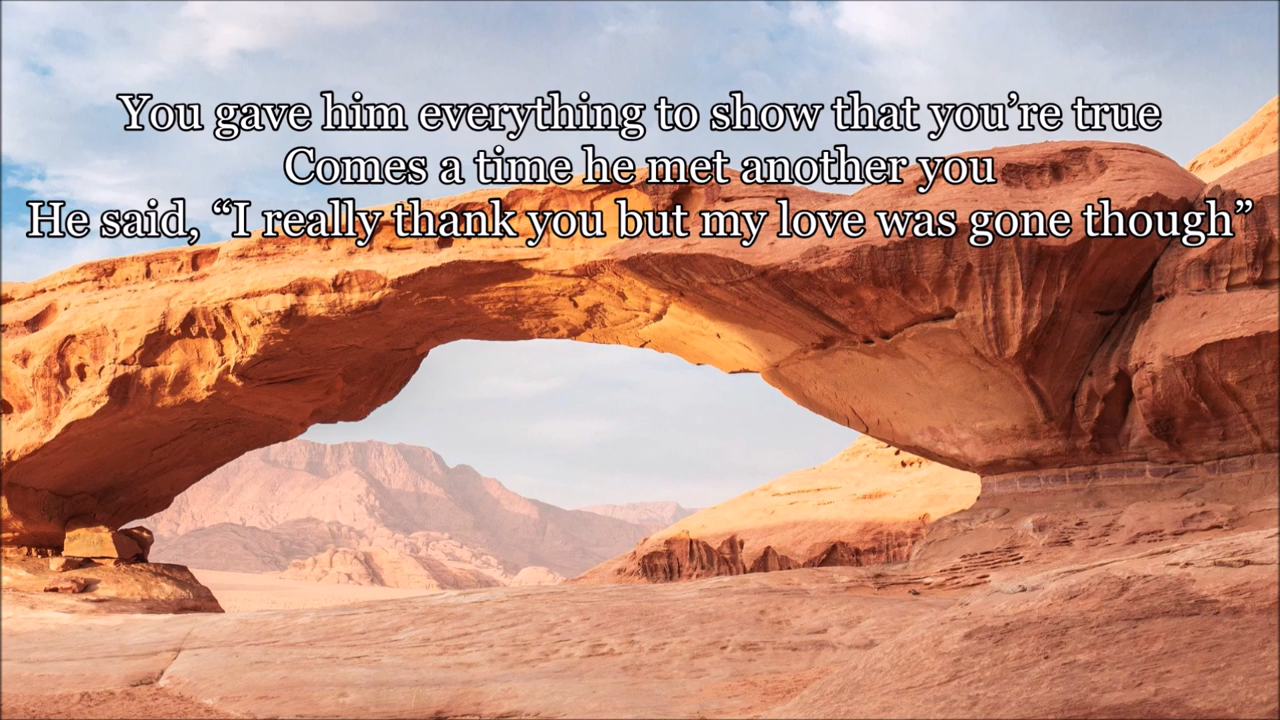 You gave him everything to show that you’re true
Comes a time he met another you
He said, “I really thank you but my love was gone though”